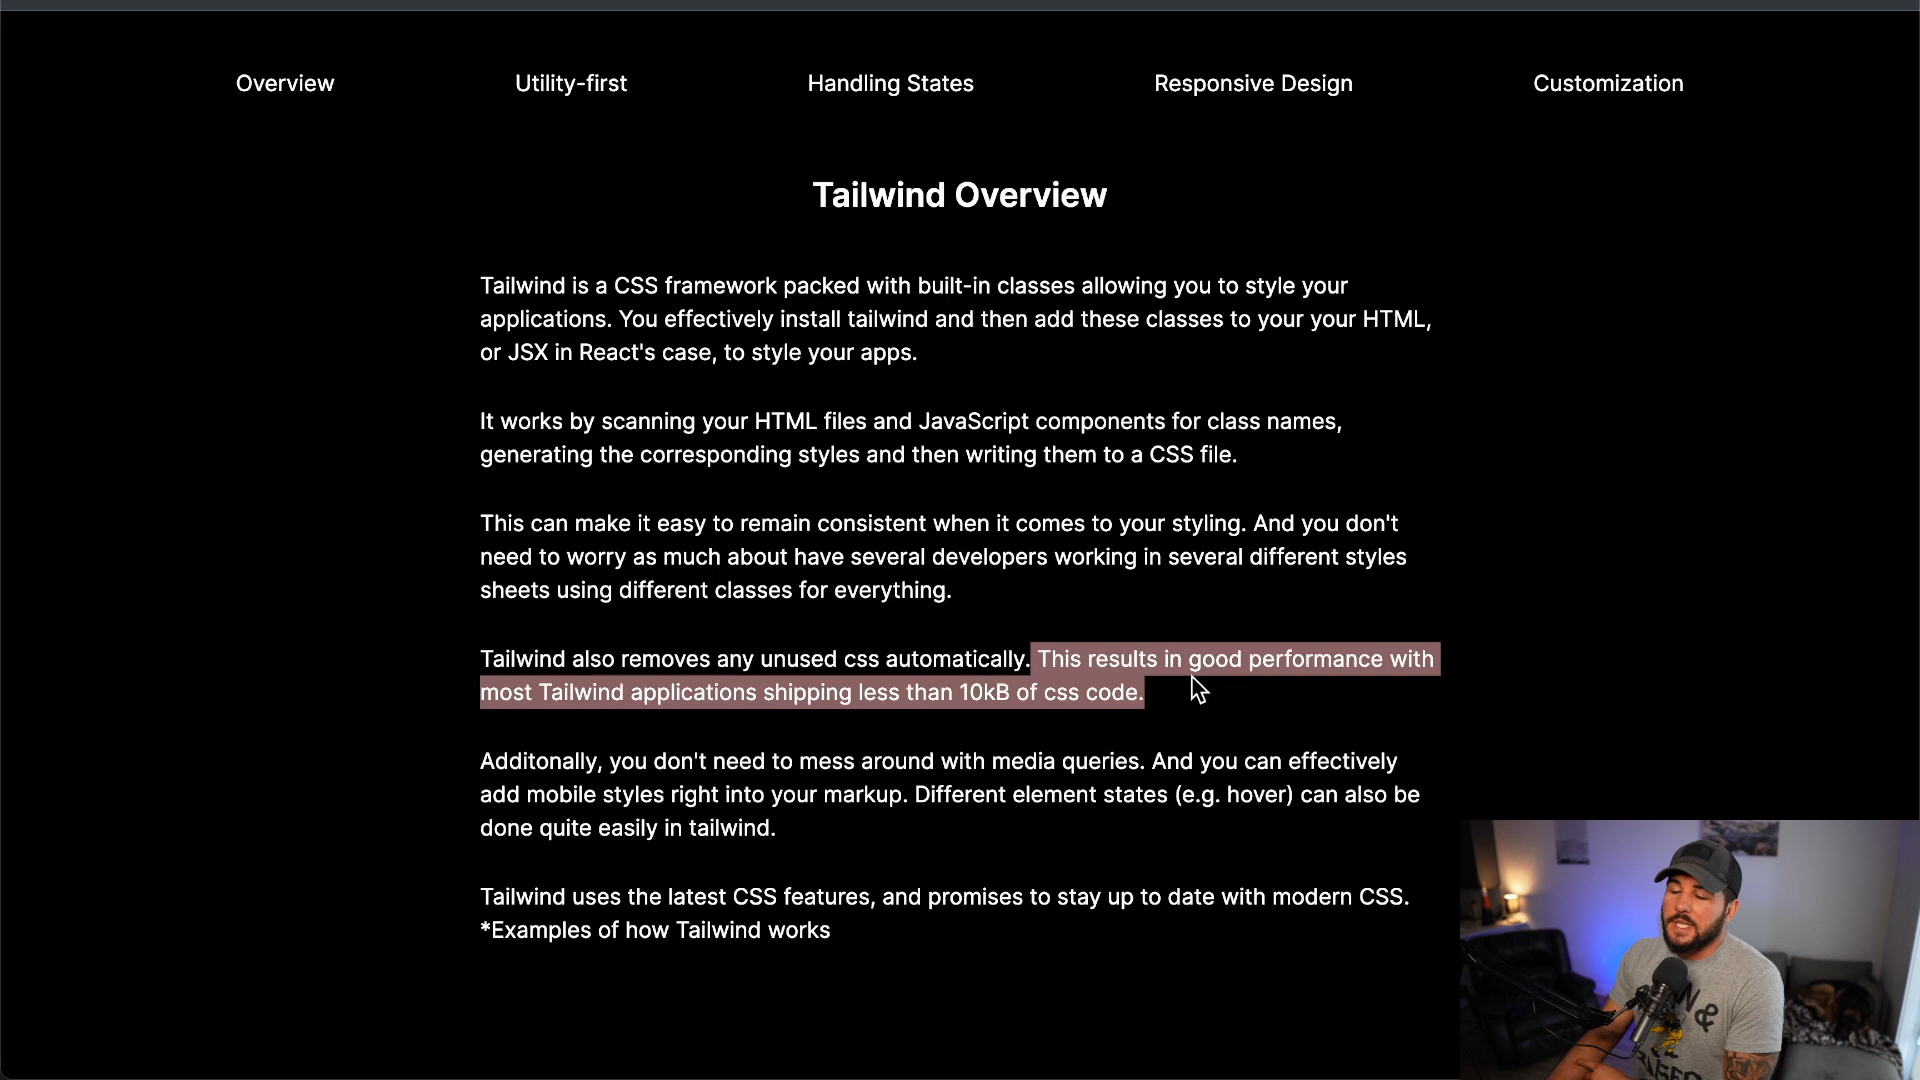 Overview Utility-first Handling States Responsive Design Customization
Tailwind Overview
Tailwind is a CSS framework packed with built-in classes allowing you to style your
applications. You effectively install tailwind and then add these classes to your your HTML,
or JSX in React's case, to style your apps.
It works by scanning your HTML files and JavaScript components for class names,
generating the corresponding styles and then writing them to a CSS file.
This can make it easy to remain consistent when it comes to your styling. And you don't
need to worry as much about have several developers working in several different styles
sheets using different classes for everything.
Tailwind also removes any unused css automatically. This results in good performance with
most Tailwind applications shipping less than 10kB of css code.
Additonally, you don't need to mess around with media queries. And you can effectively
add mobile styles right into your markup. Different element states (e.g. hover) can also be
done quite easily in tailwind.
Tailwind uses the latest CSS features, and promises to stay up to date with modern CSS.
*Examples of how Tailwind works